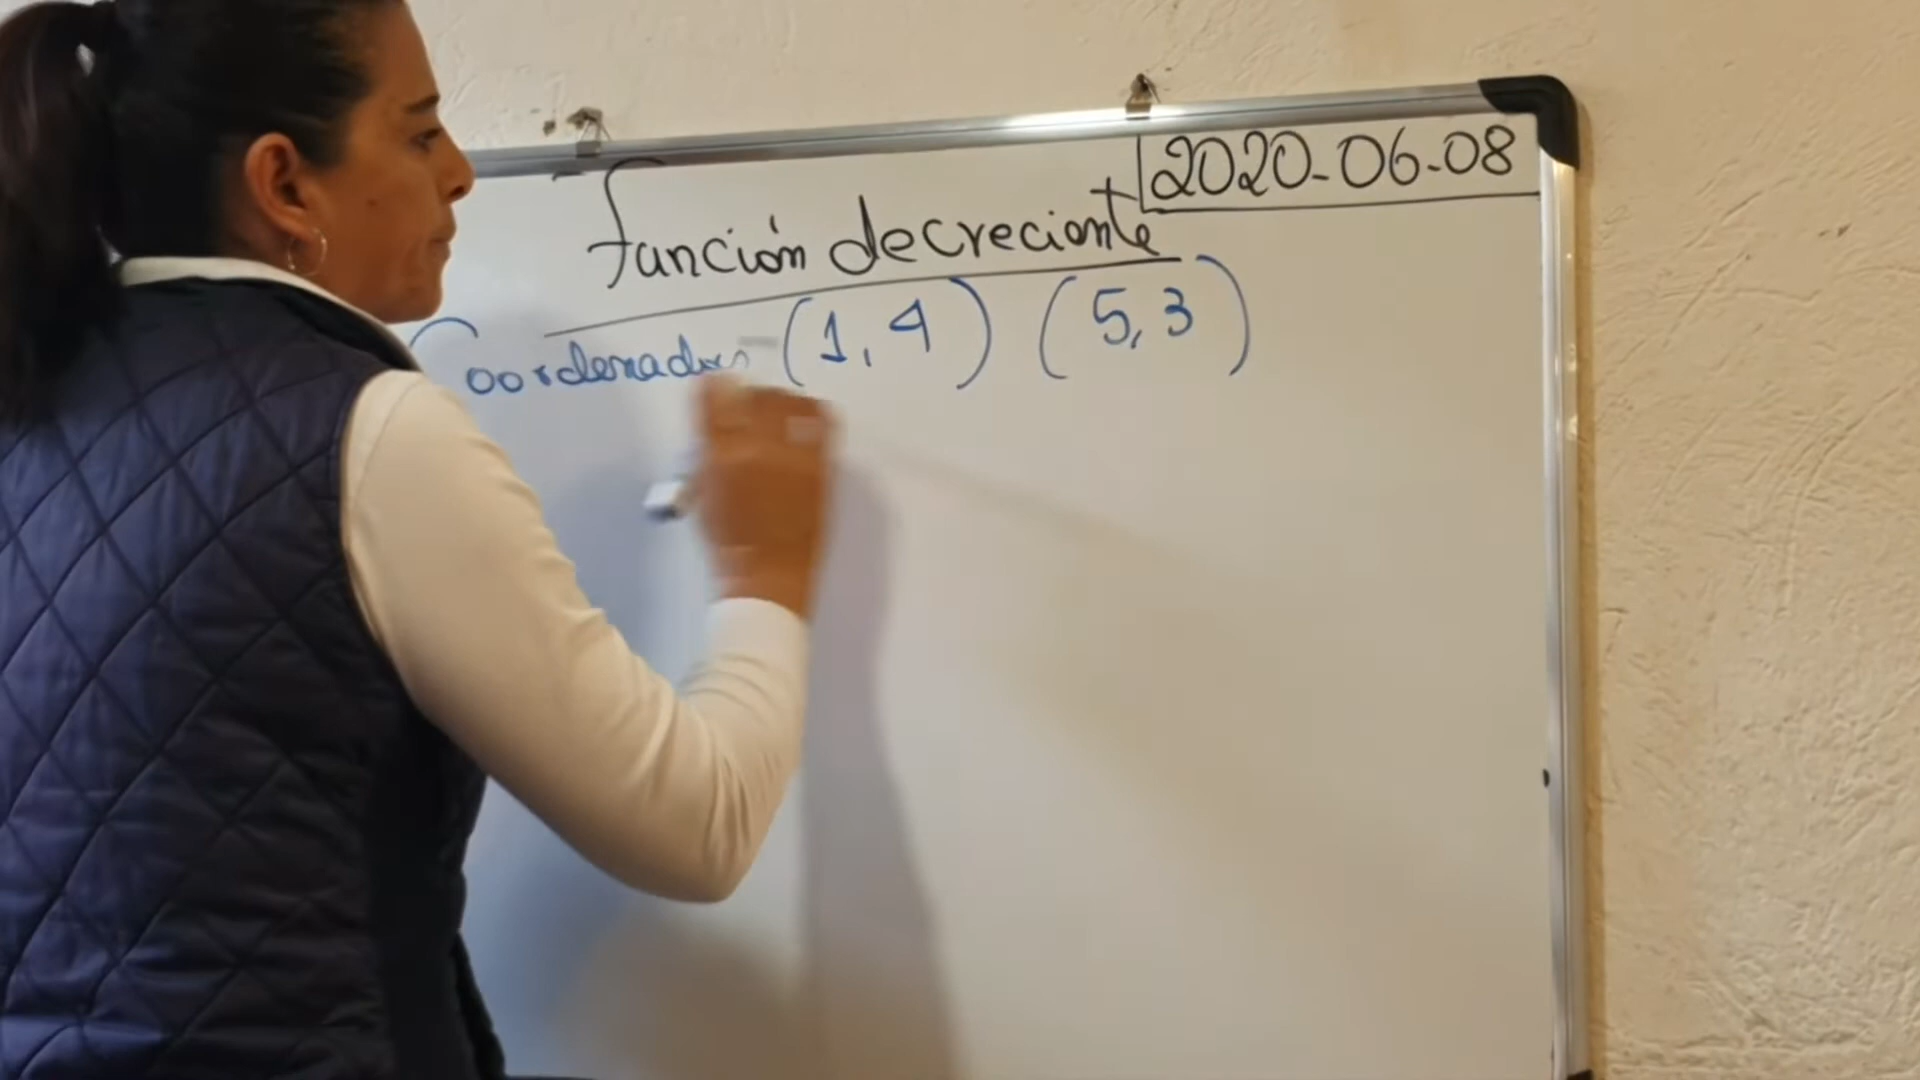 2020-06-08
Función decreciente
Coordenadas (1, 4) (5, 3)